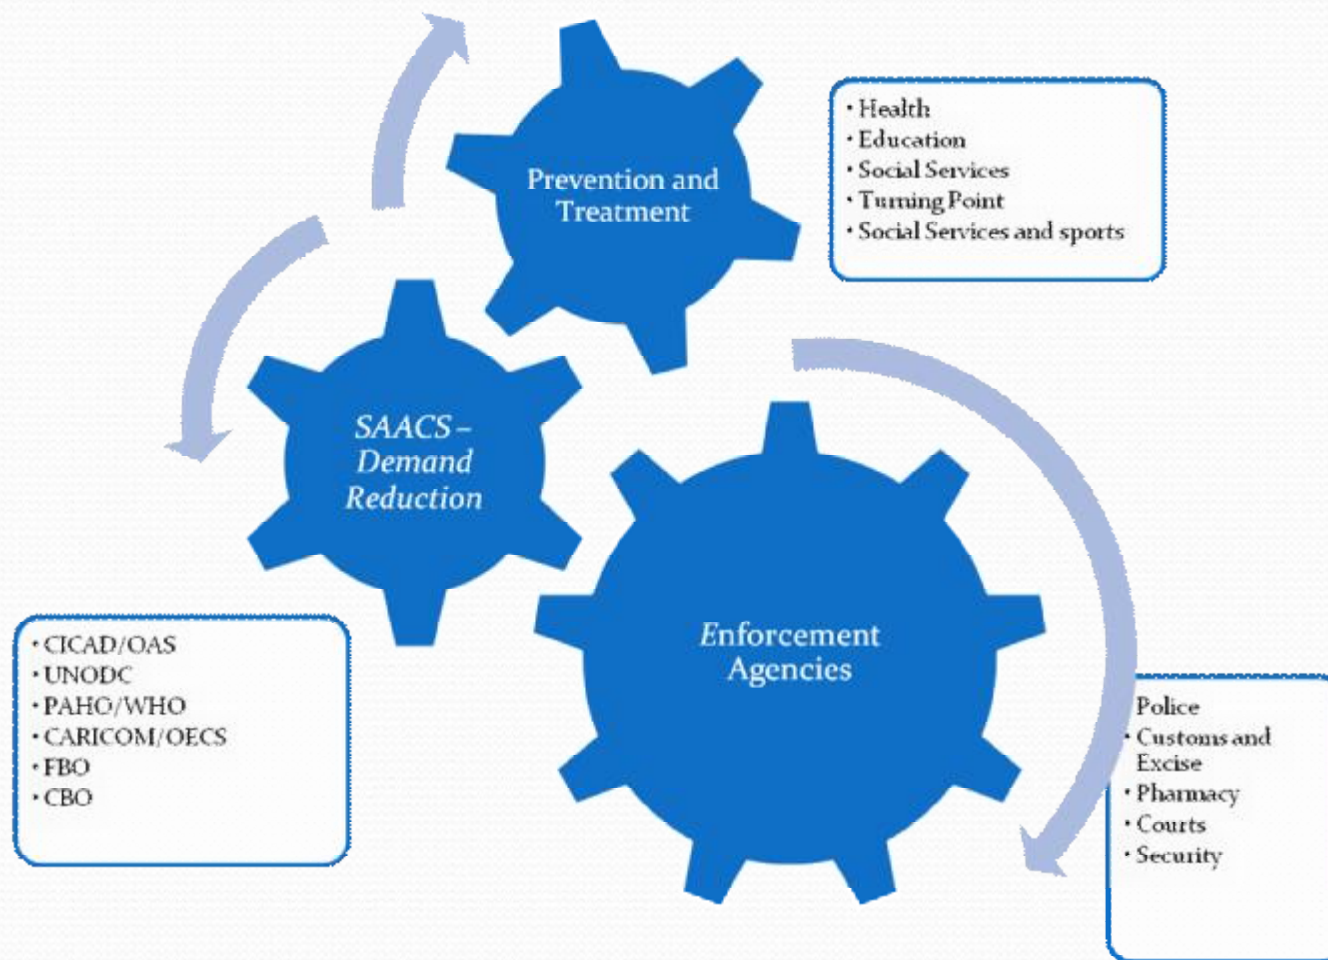 Prevention and
Treatment
• Health
• Education
• Social Services
• Turning Point
• Social Services and sports
SAACS –
Demand
Reduction
• CICAD/OAS
• UNODC
• PAHO/WHO
• CARICOM/OECS
• FBO
• CBO
Enforcement
Agencies
Police
• Customs and
Excise
• Pharmacy
• Courts
• Security